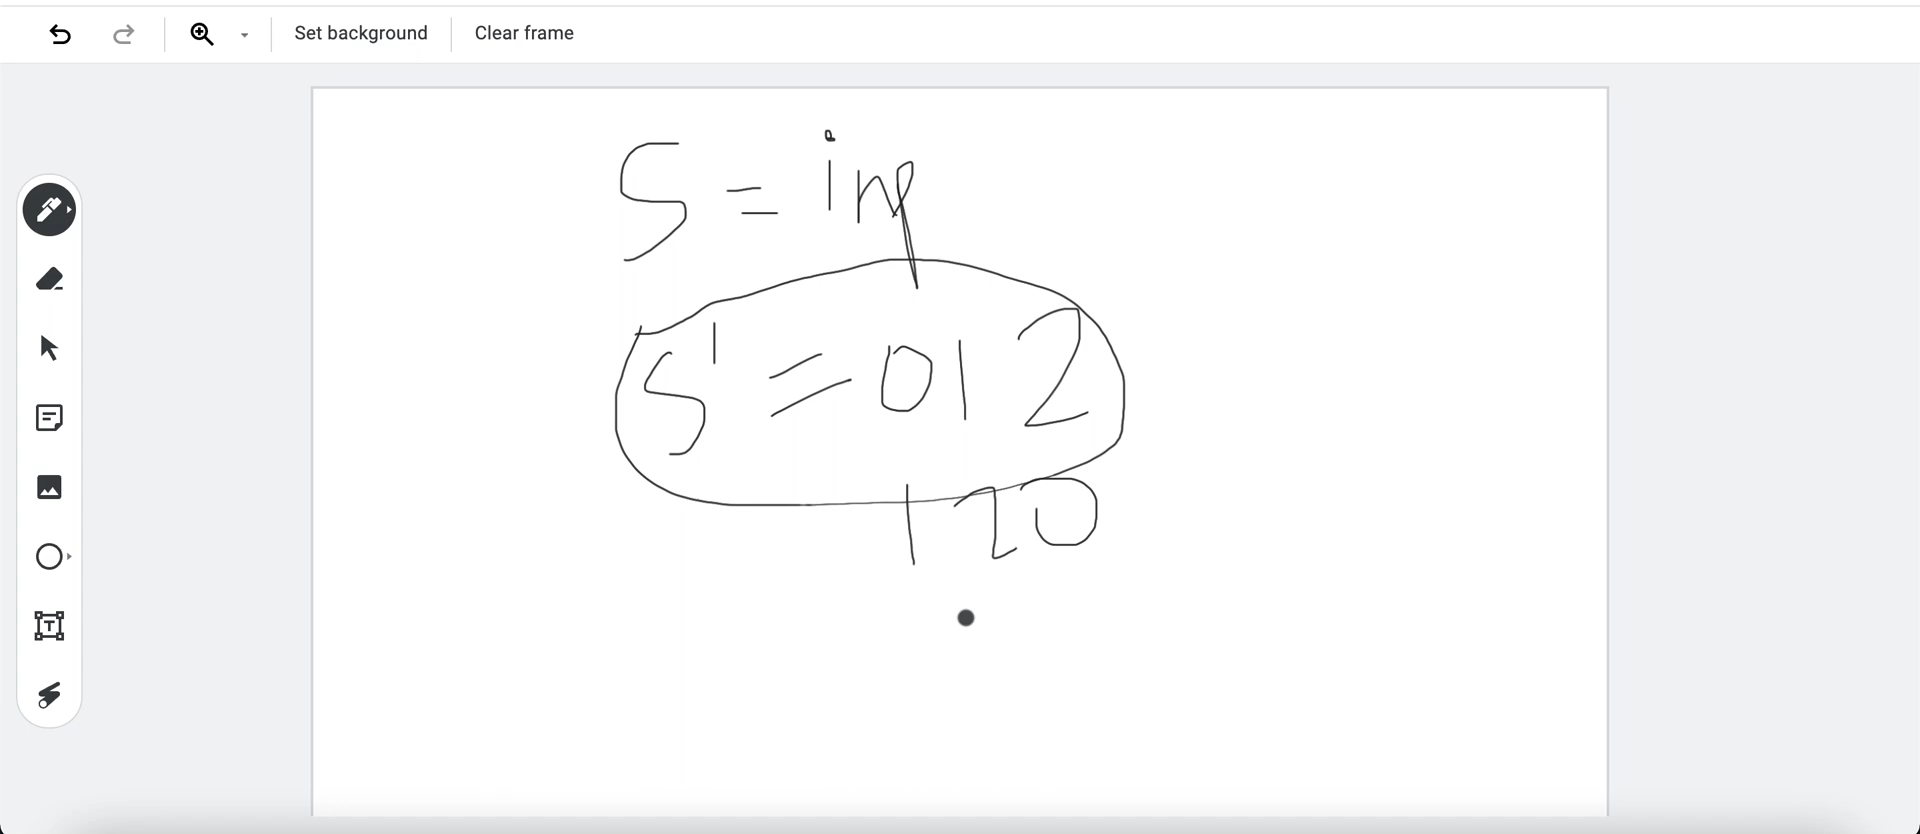 Set background Clear frame
S = inp
S' = 012
120